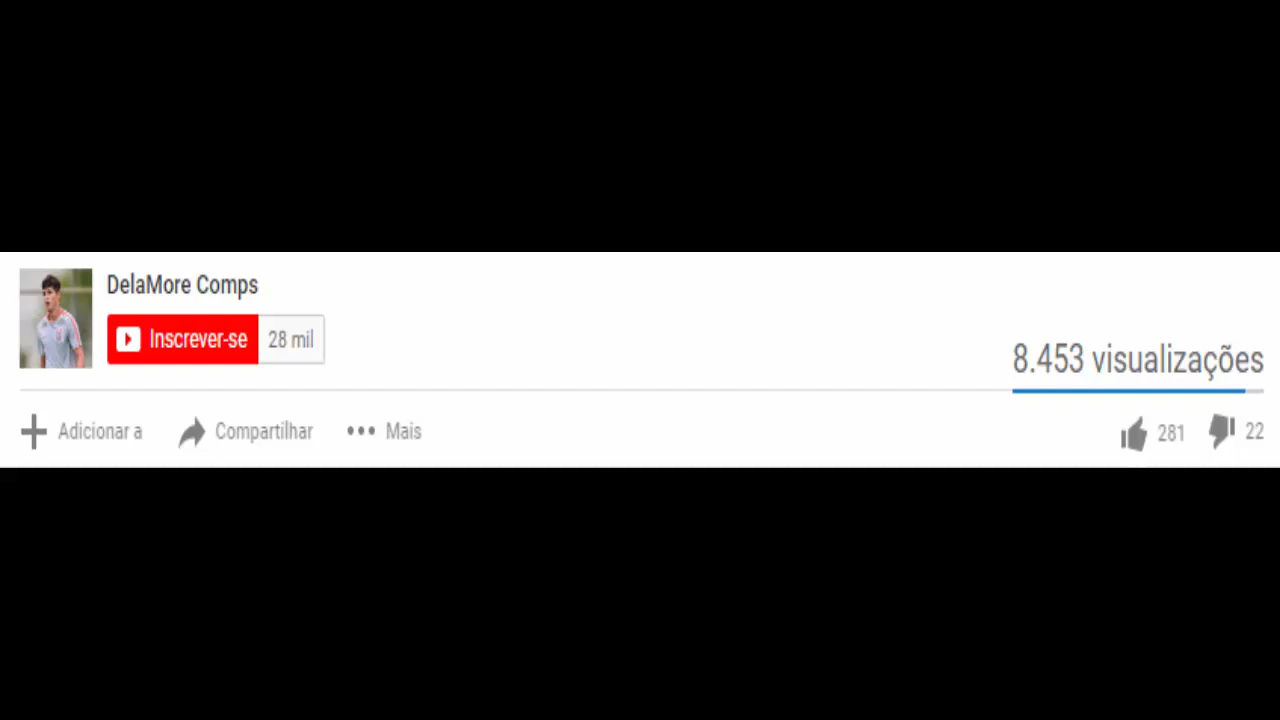 DelaMore Comps
Inscrever-se 28 mil
8.453 visualizações
Adicionar a Compartilhar ••• Mais 281 22